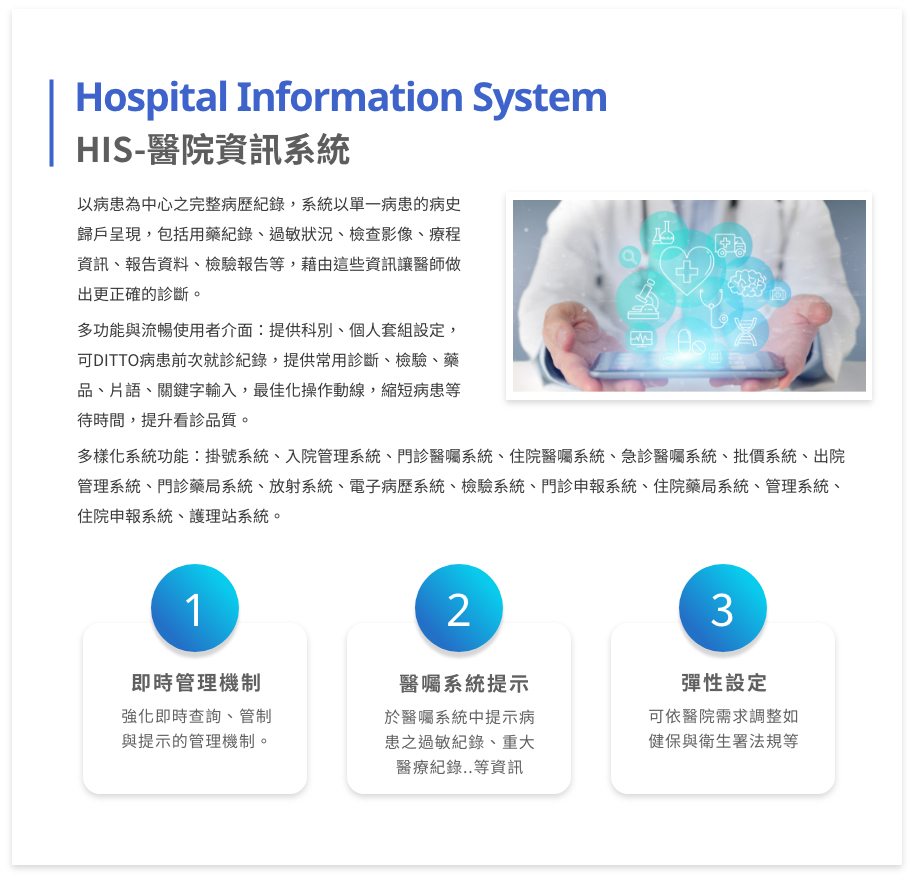 Hospital Information System
HIS-醫院資訊系統
以病患為中心之完整病歷紀錄，系統以單一病患的病史
歸戶呈現，包括用藥紀錄、過敏狀況、檢查影像、療程
資訊、報告資料、檢驗報告等，藉由這些資訊讓醫師做
出更正確的診斷。
多功能與流暢使用者介面：提供科別、個人套組設定，
可DITTO病患前次就診紀錄，提供常用診斷、檢驗、藥
品、片語、關鍵字輸入，最佳化操作動線，縮短病患等
待時間，提升看診品質。
多樣化系統功能：掛號系統、入院管理系統、門診醫囑系統、住院醫囑系統、急診醫囑系統、批價系統、出院
管理系統、門診藥局系統、放射系統、電子病歷系統、檢驗系統、門診申報系統、住院藥局系統、管理系統、
住院申報系統、護理站系統。
1
即時管理機制
強化即時查詢、管制
與提示的管理機制。
2
醫囑系統提示
於醫囑系統中提示病
患之過敏紀錄、重大
醫療紀錄..等資訊
3
彈性設定
可依醫院需求調整如
健保與衛生署法規等